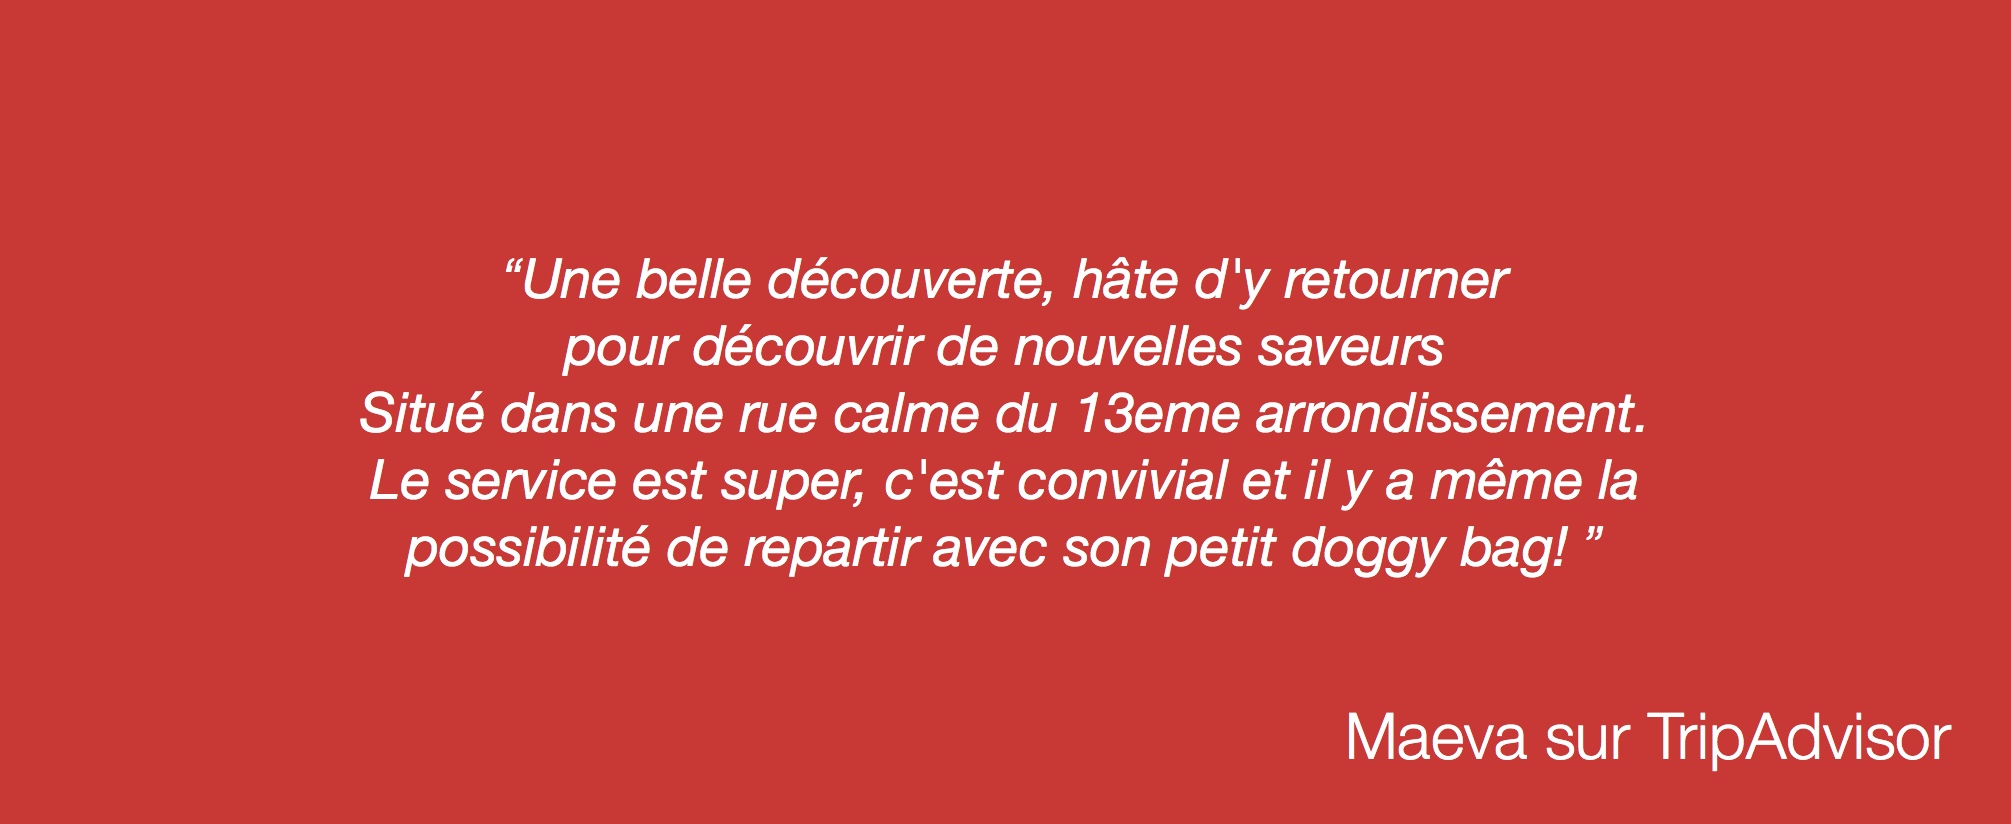 “Une belle découverte, hâte d'y retourner
pour découvrir de nouvelles saveurs
Situé dans une rue calme du 13eme arrondissement.
Le service est super, c'est convivial et il y a même la
possibilité de repartir avec son petit doggy bag! ”
Maeva sur TripAdvisor